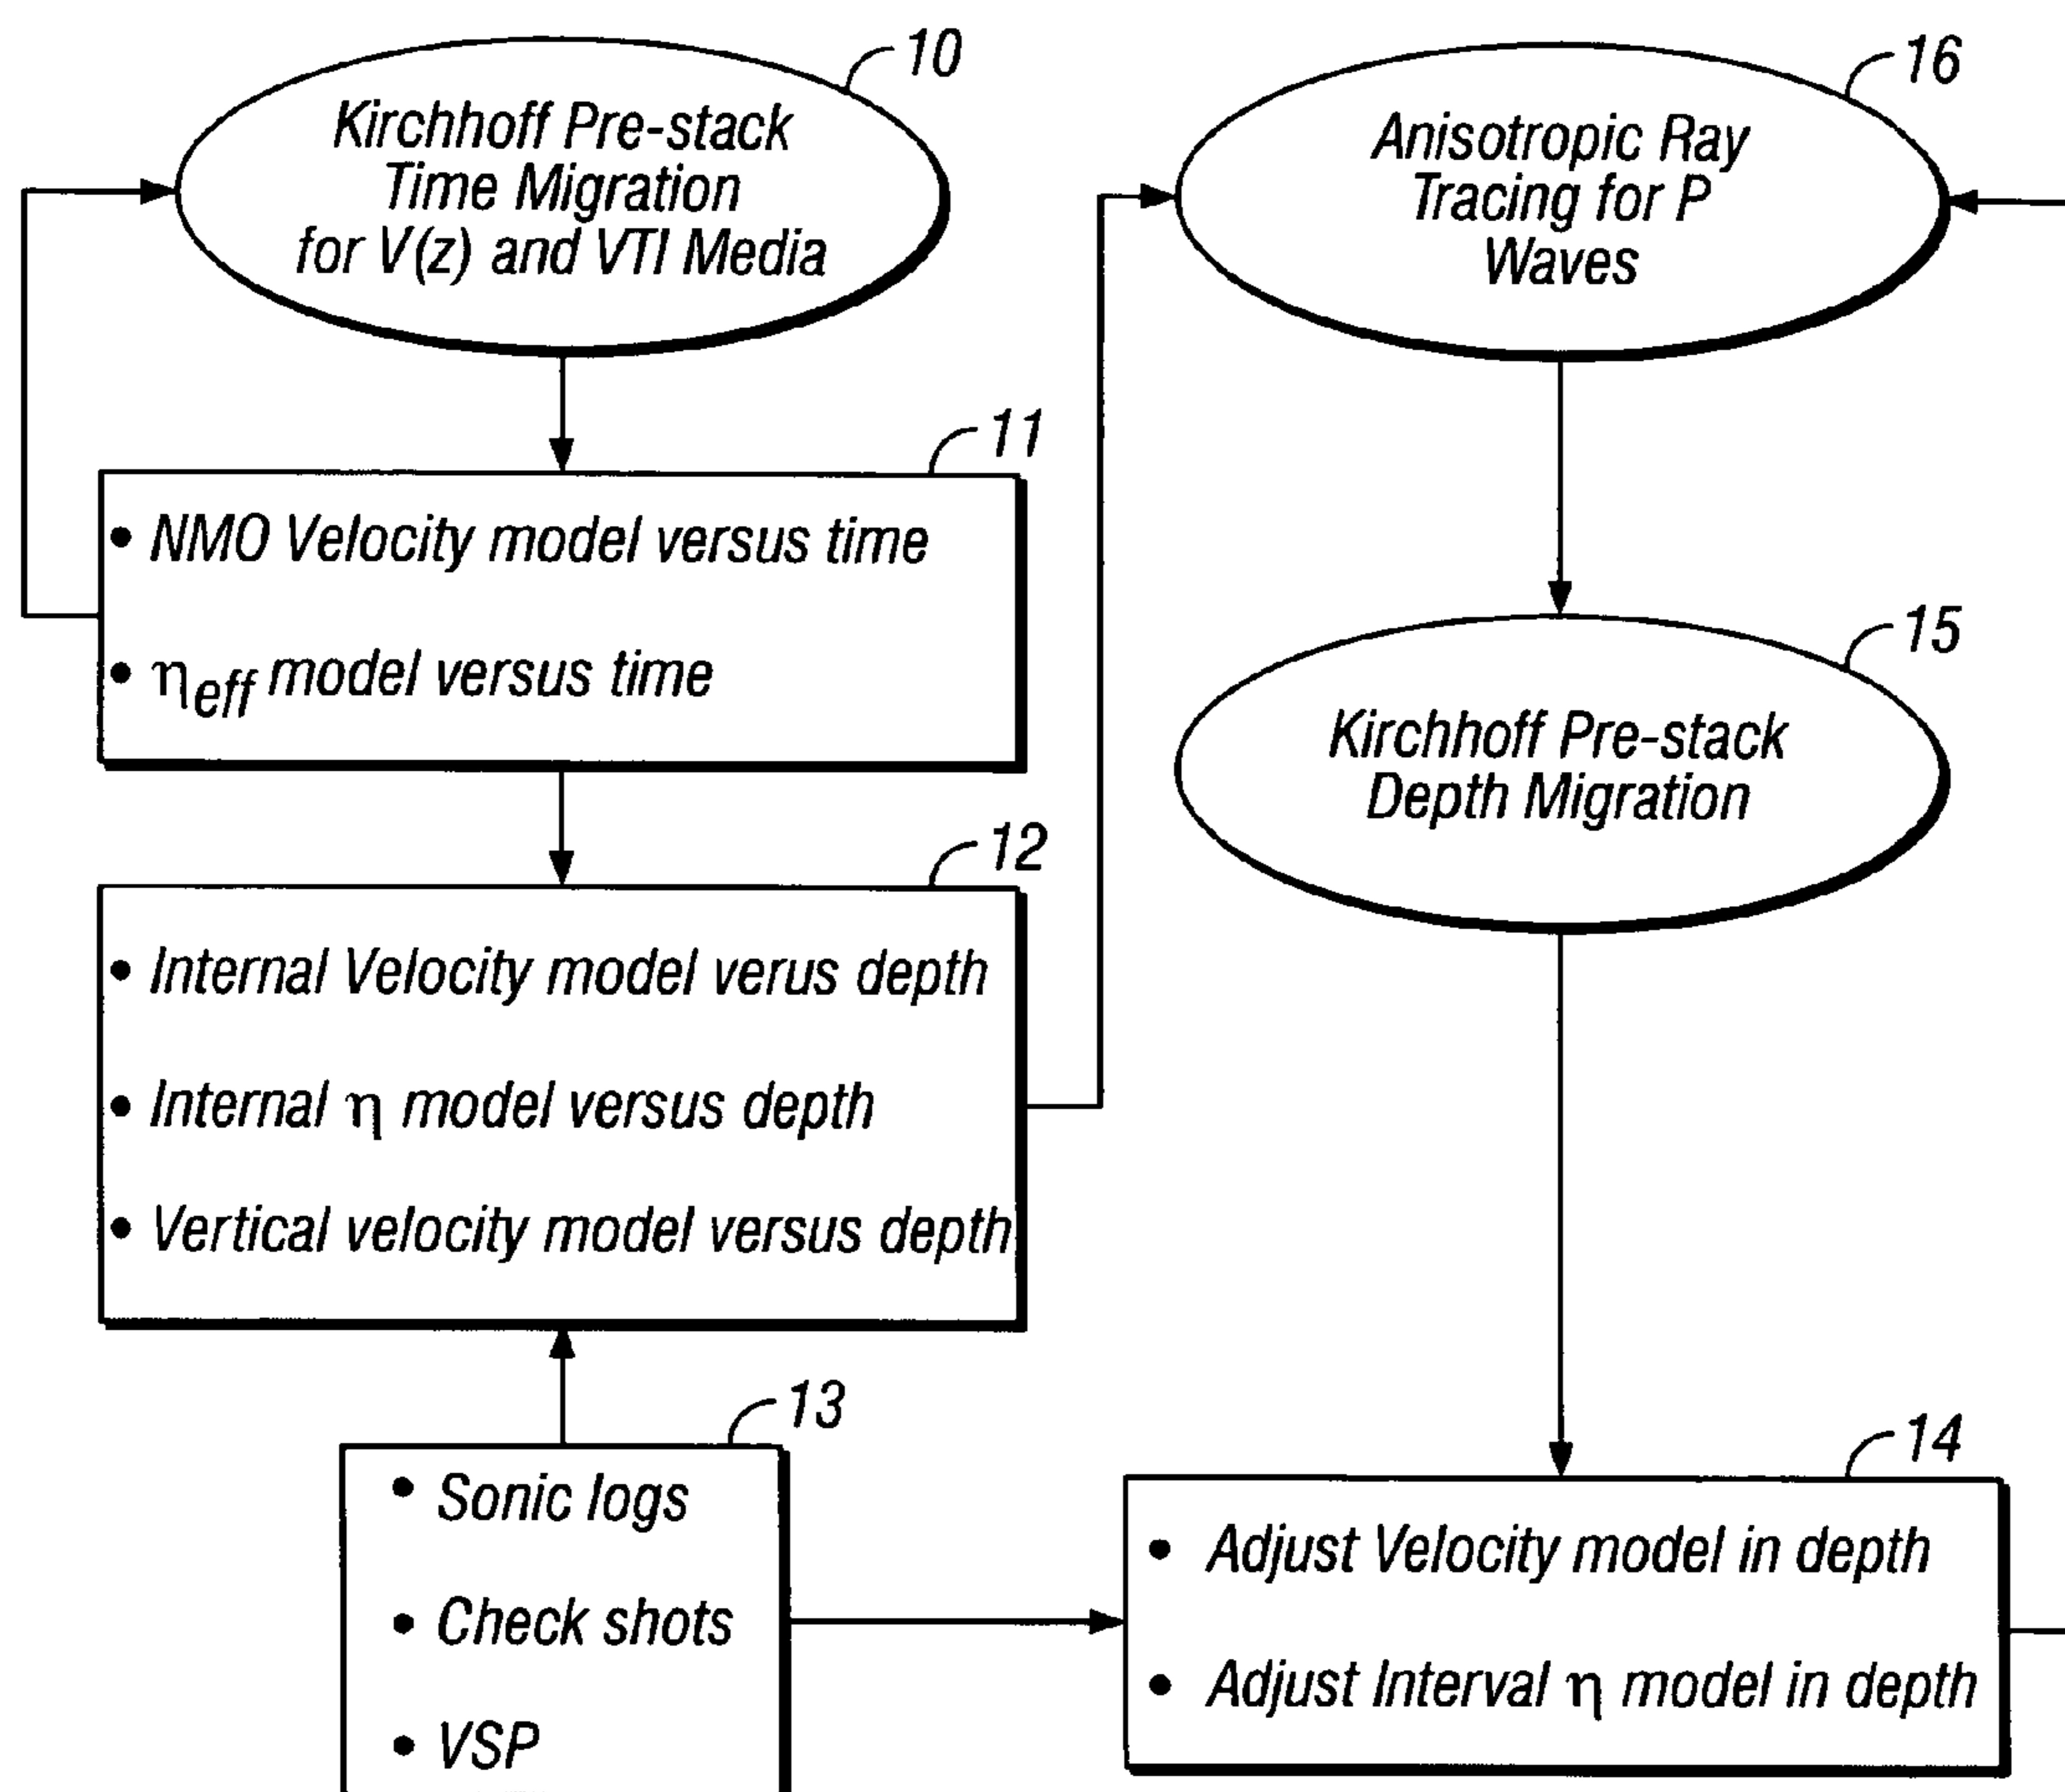 10
Kirchhoff Pre-stack
Time Migration
for V(z) and VTI Media
11
• NMO Velocity model versus time
• ηeff model versus time
12
• Internal Velocity model verus depth
• Internal η model versus depth
• Vertical velocity model versus depth
13
• Sonic logs
• Check shots
• VSP
16
Anisotropic Ray
Tracing for P
Waves
15
Kirchhoff Pre-stack
Depth Migration
14
• Adjust Velocity model in depth
• Adjust Interval η model in depth